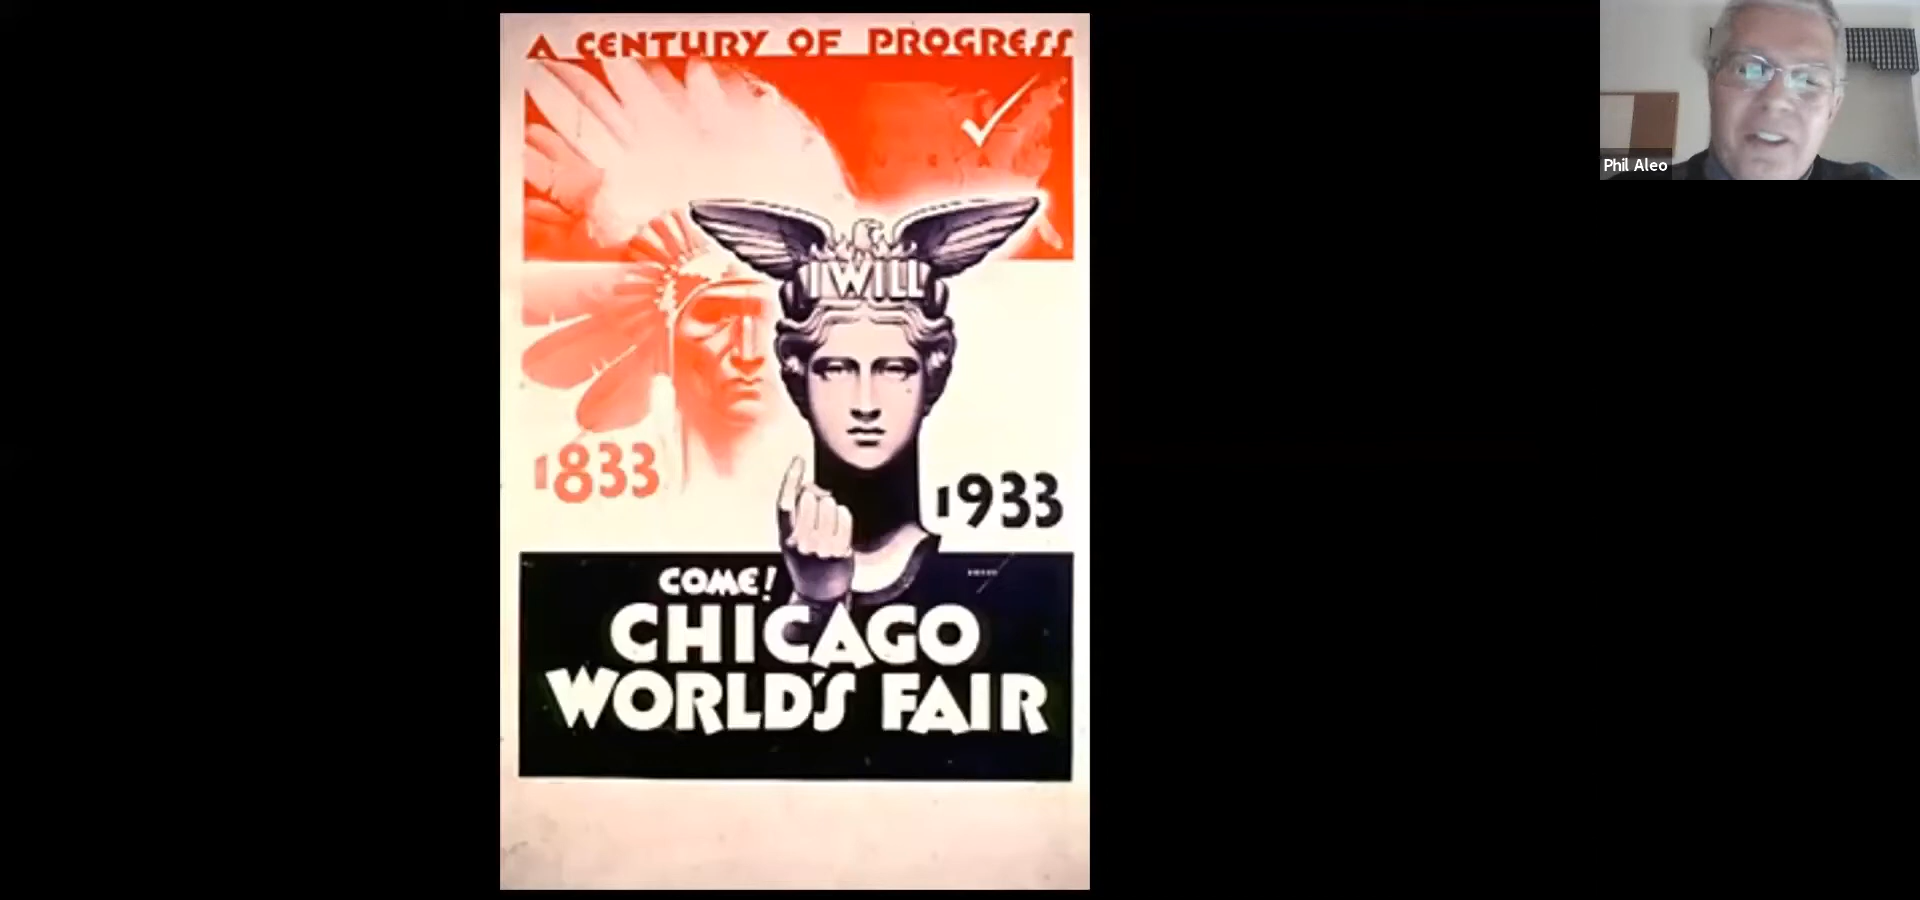 A CENTURY OF PROGRESS
I WILL
1833
1933
COME!
CHICAGO
WORLD'S FAIR
Phil Aleo